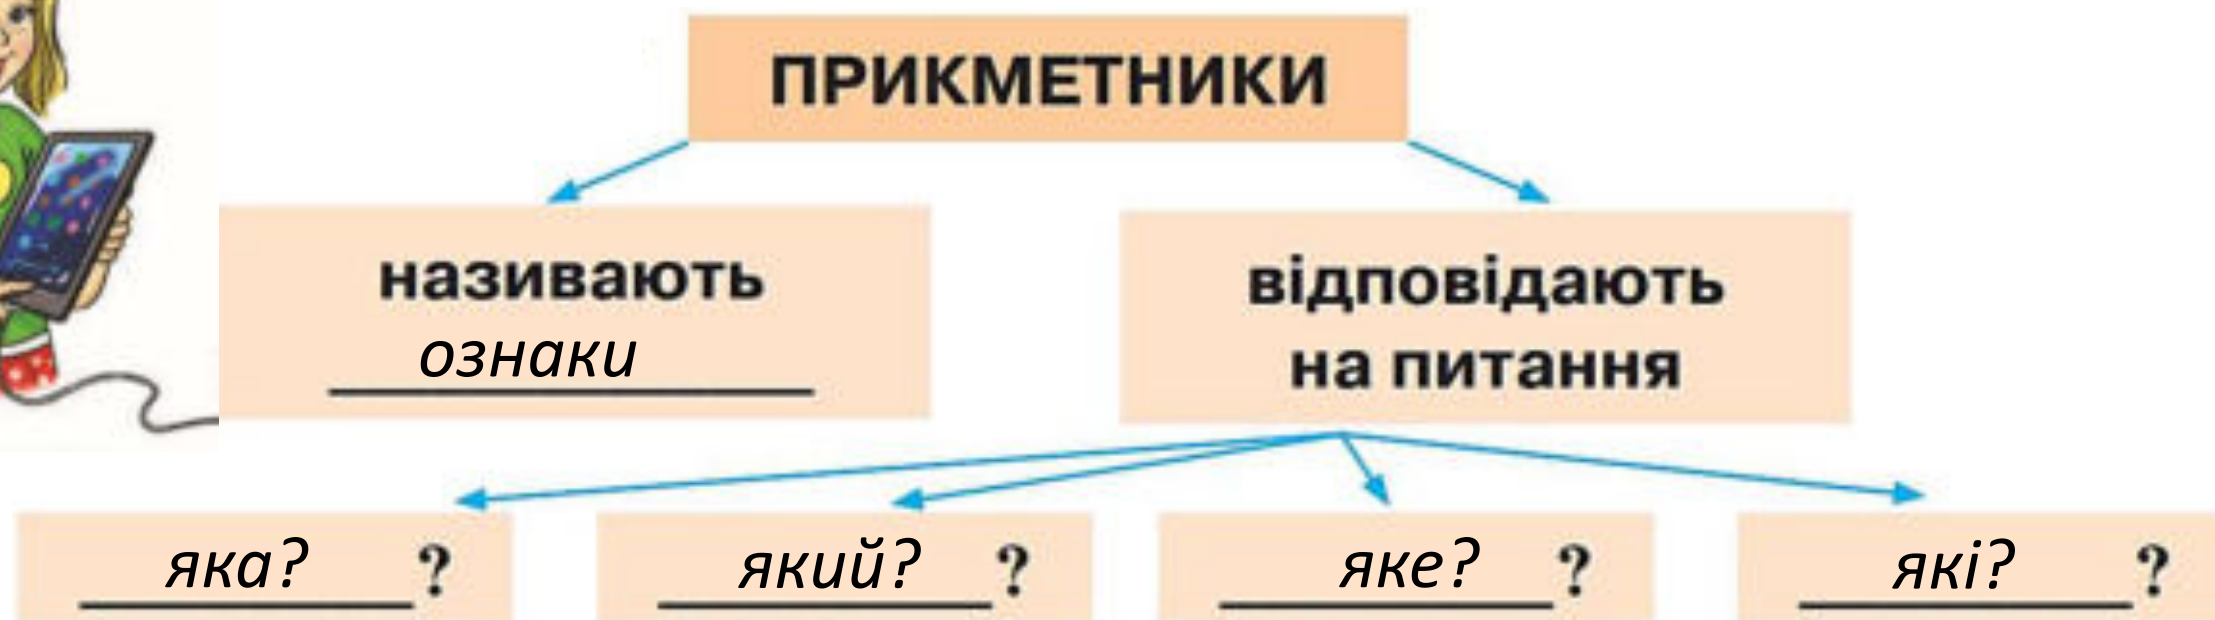 ПРИКМЕТНИКИ
називають
ознаки
відповідають
на питання
яка? ?
який? ?
яке? ?
які? ?